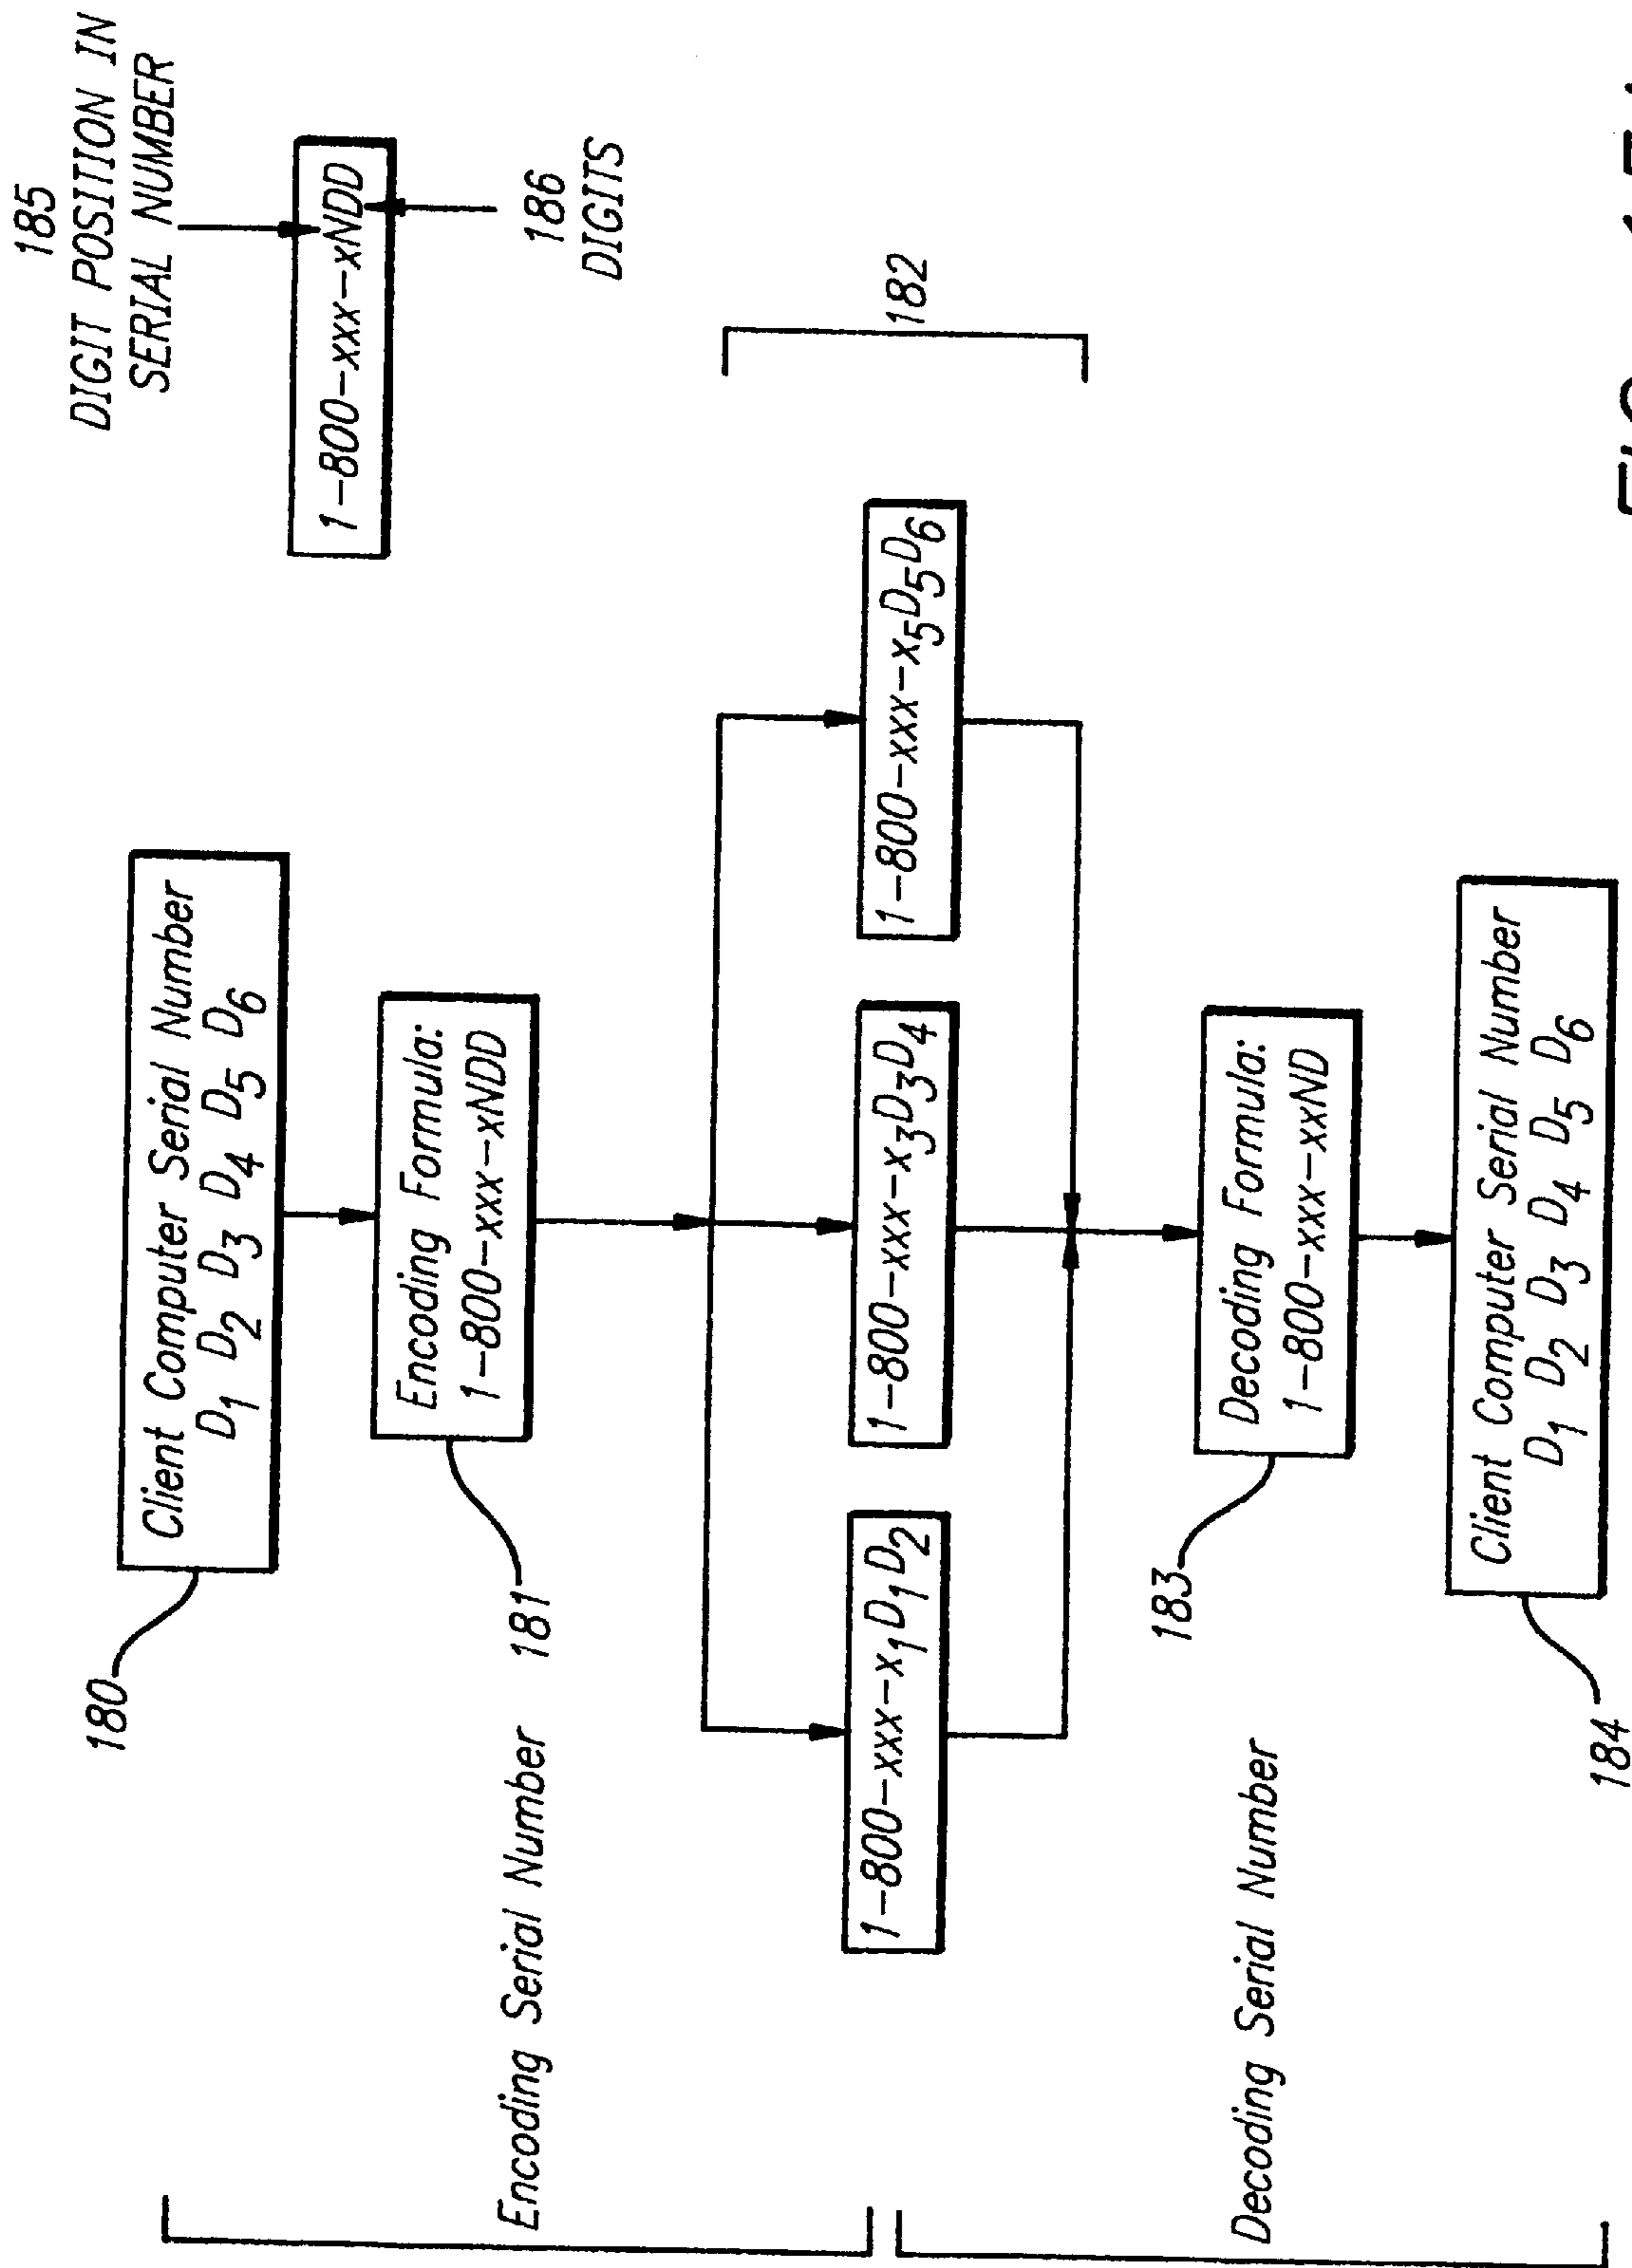 185
DIGIT POSITION IN
SERIAL NUMBER
1-800-xxx-xNDD
186
DIGITS
180
Client Computer Serial Number
D1 D2 D3 D4 D5 D6
Encoding Serial Number
181
Encoding Formula:
1-800-xxx-xNDD
1-800-xxx-x1D1D2
1-800-xxx-x3D3D4
1-800-xxx-x5D5D6
182
Decoding Serial Number
183
Decoding Formula:
1-800-xxx-xxND
184
Client Computer Serial Number
D1 D2 D3 D4 D5 D6